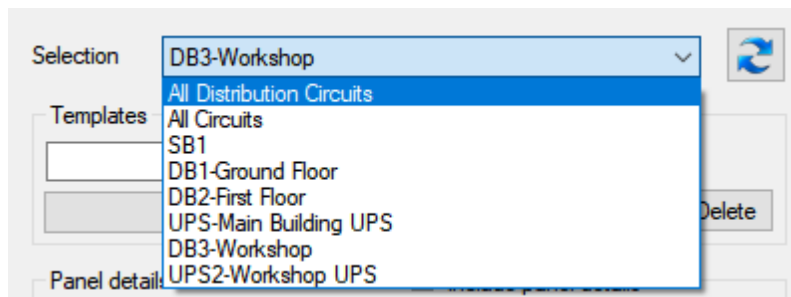 Selection DB3-Workshop
All Distribution Circuits
Templates
All Circuits
SB1
DB1-Ground Floor
DB2-First Floor
Delete
UPS-Main Building UPS
DB3-Workshop
Panel details
UPS2-Workshop UPS